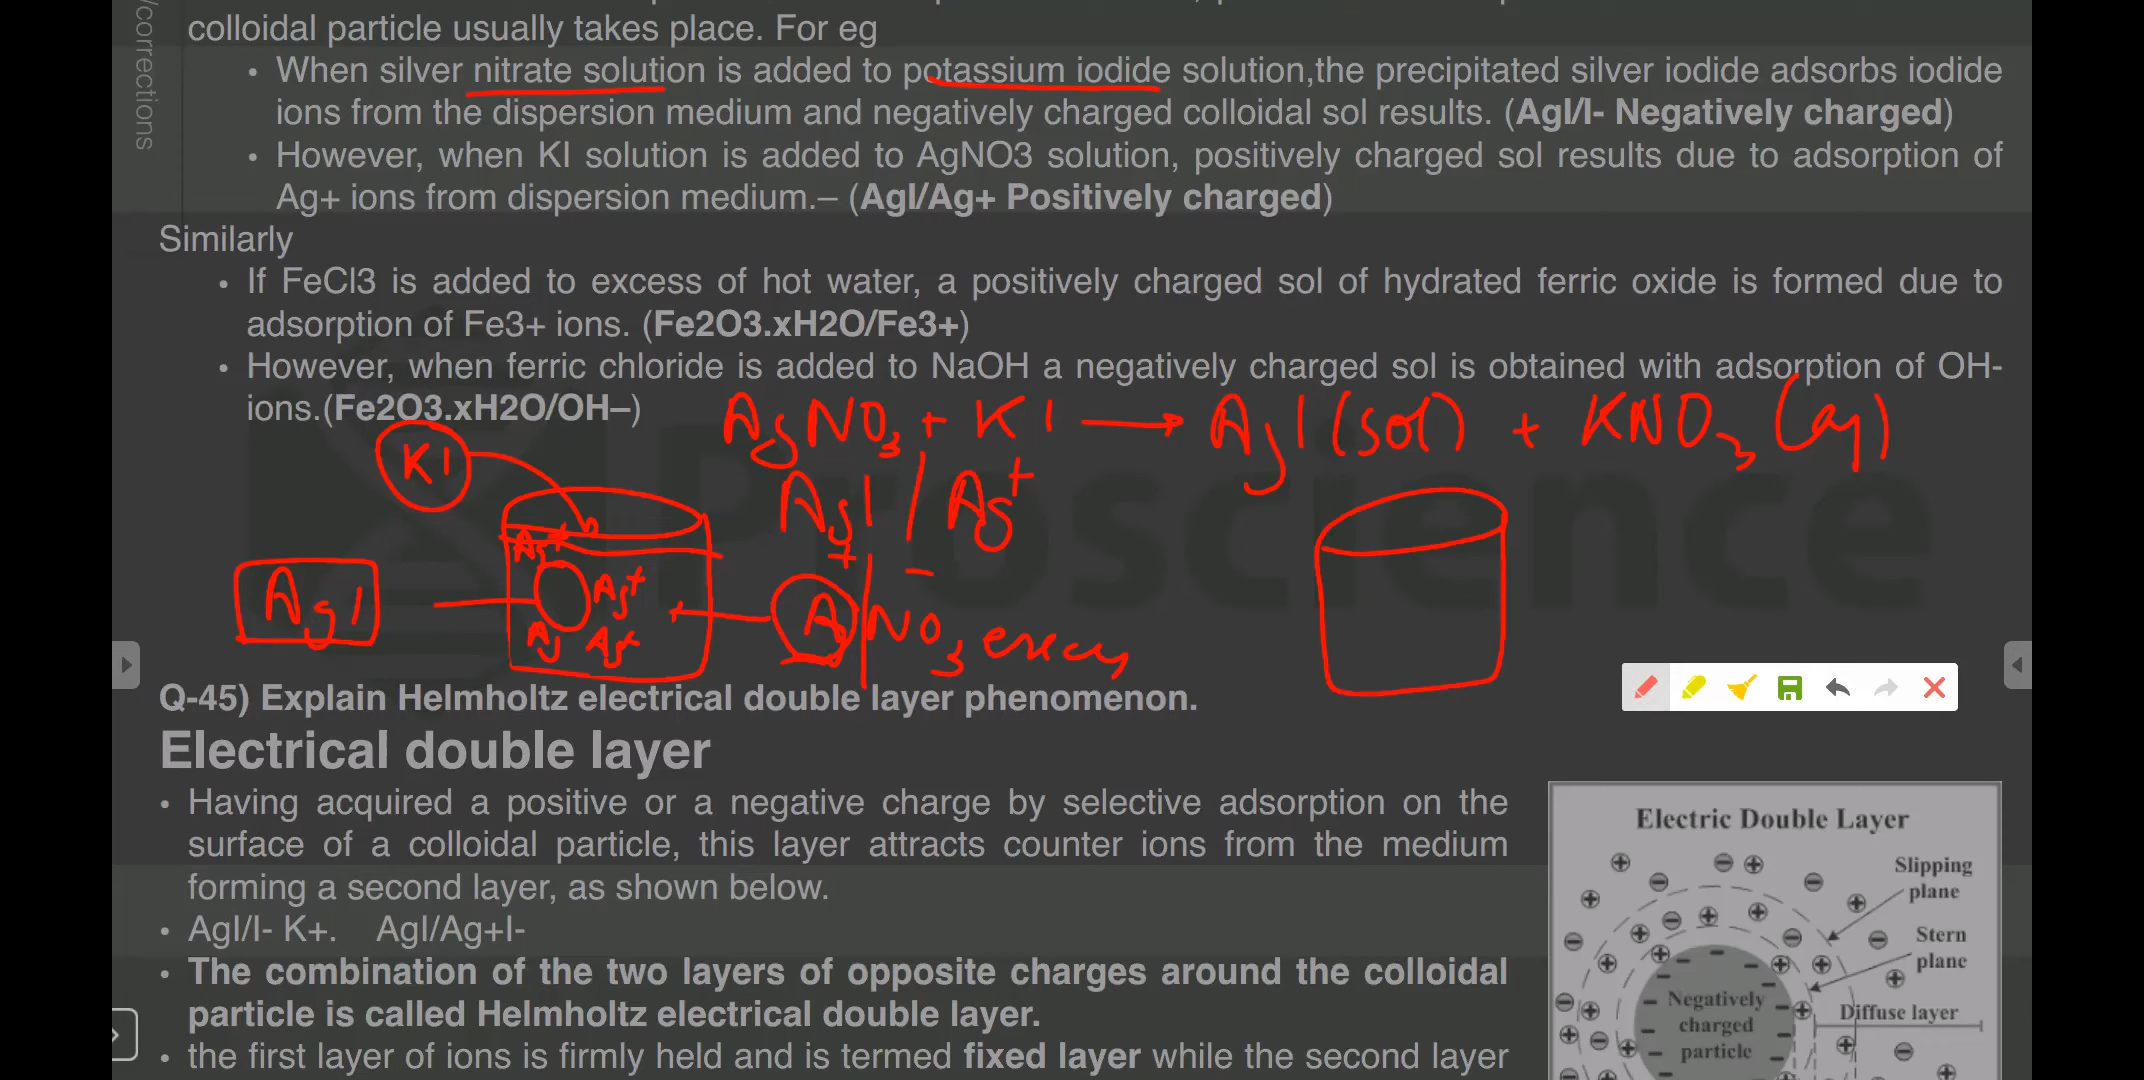 /corrections
colloidal particle usually takes place. For eg
• When silver nitrate solution is added to potassium iodide solution,the precipitated silver iodide adsorbs iodide
ions from the dispersion medium and negatively charged colloidal sol results. (AgI/I- Negatively charged)
• However, when KI solution is added to AgNO3 solution, positively charged sol results due to adsorption of
Ag+ ions from dispersion medium.– (AgI/Ag+ Positively charged)
Similarly
• If FeCl3 is added to excess of hot water, a positively charged sol of hydrated ferric oxide is formed due to
adsorption of Fe3+ ions. (Fe2O3.xH2O/Fe3+)
• However, when ferric chloride is added to NaOH a negatively charged sol is obtained with adsorption of OH-
ions.(Fe2O3.xH2O/OH–)
AgNO3 + KI → AgI (sol) + KNO3 (aq)
KI
AgI / Ag+
Ag+
AgI
Ag+
+ -
Ag NO3 excess
Ag Ag+
Proscience
Q-45) Explain Helmholtz electrical double layer phenomenon.
Electrical double layer
• Having acquired a positive or a negative charge by selective adsorption on the
surface of a colloidal particle, this layer attracts counter ions from the medium
forming a second layer, as shown below.
• AgI/I- K+. AgI/Ag+I-
• The combination of the two layers of opposite charges around the colloidal
particle is called Helmholtz electrical double layer.
• the first layer of ions is firmly held and is termed fixed layer while the second layer
Electric Double Layer
Slipping
plane
Stern
plane
Diffuse layer
Negatively
charged
particle